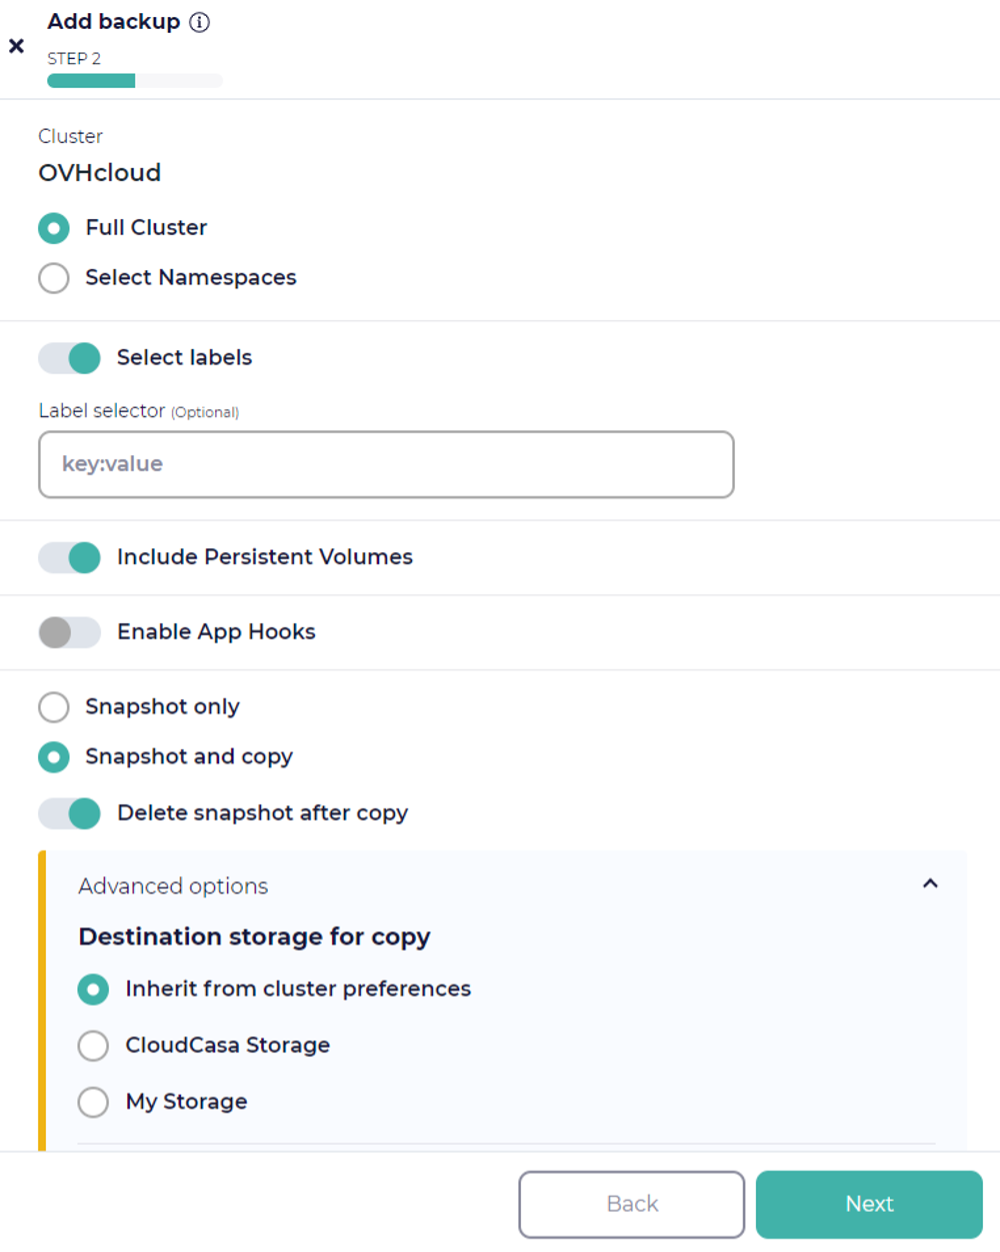 Add backup
STEP 2
Cluster
OVHcloud
Full Cluster
Select Namespaces
Select labels
Label selector (Optional)
key:value
Include Persistent Volumes
Enable App Hooks
Snapshot only
Snapshot and copy
Delete snapshot after copy
Advanced options
Destination storage for copy
Inherit from cluster preferences
CloudCasa Storage
My Storage
Back
Next